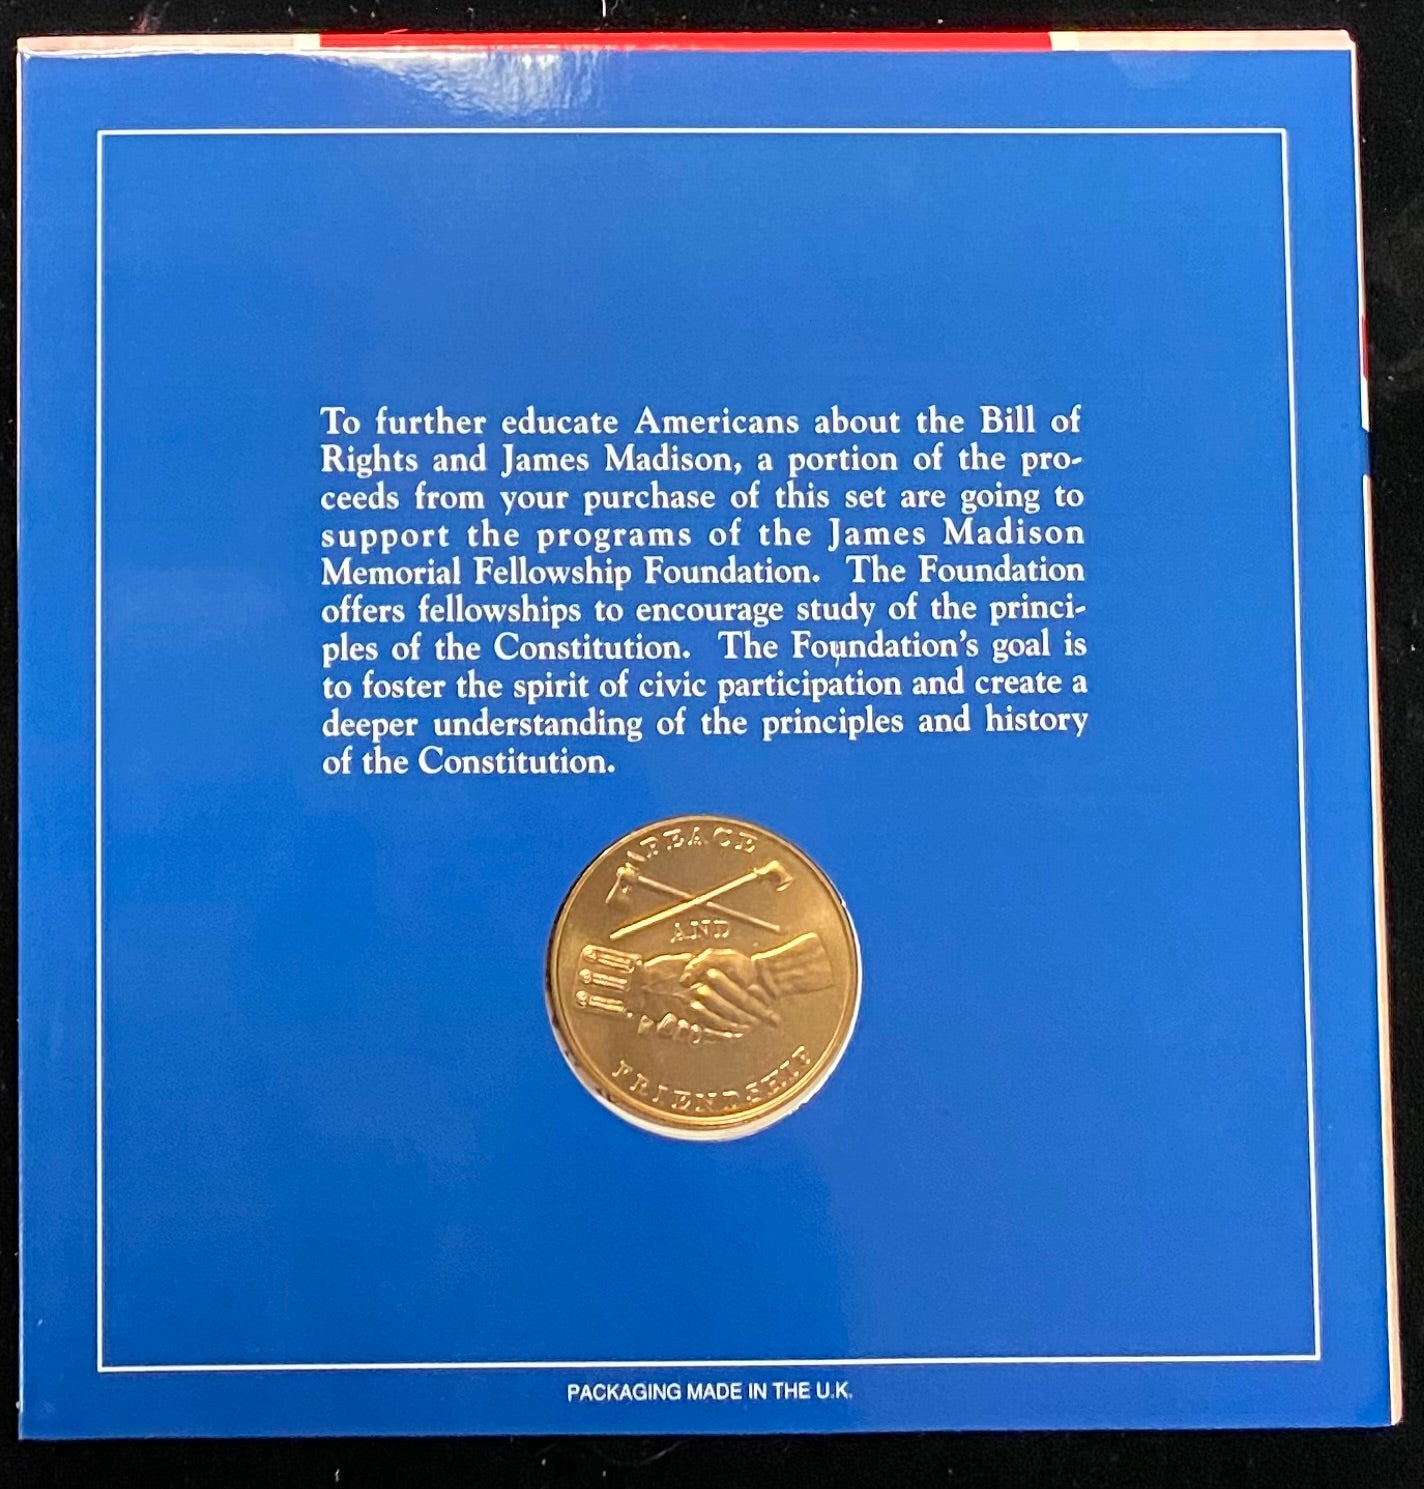 To further educate Americans about the Bill of
Rights and James Madison, a portion of the pro-
ceeds from your purchase of this set are going to
support the programs of the James Madison
Memorial Fellowship Foundation. The Foundation
offers fellowships to encourage study of the princi-
ples of the Constitution. The Foundation's goal is
to foster the spirit of civic participation and create a
deeper understanding of the principles and history
of the Constitution.
PEACE
AND
FRIENDSHIP
PACKAGING MADE IN THE U.K.